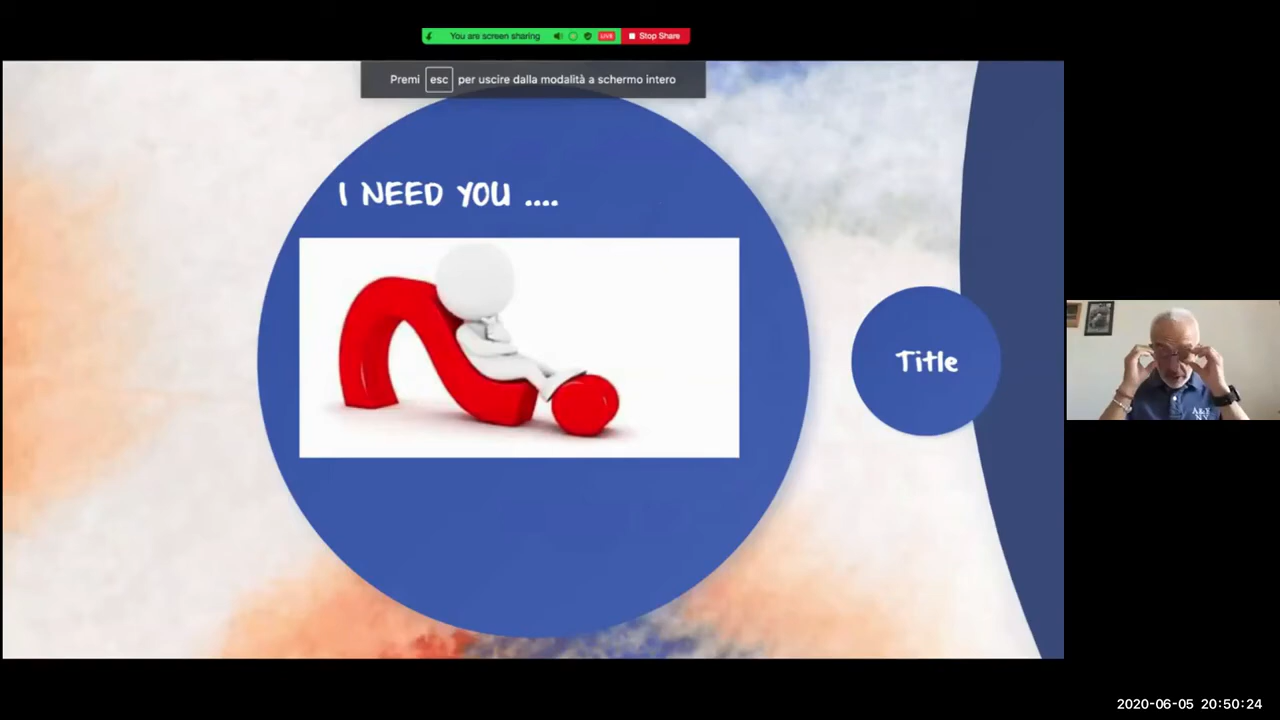 You are screen sharing LIVE Stop Share
Premi esc per uscire dalla modalità a schermo intero
I NEED YOU ....
Title
A&E
NY
2020-06-05 20:50:24